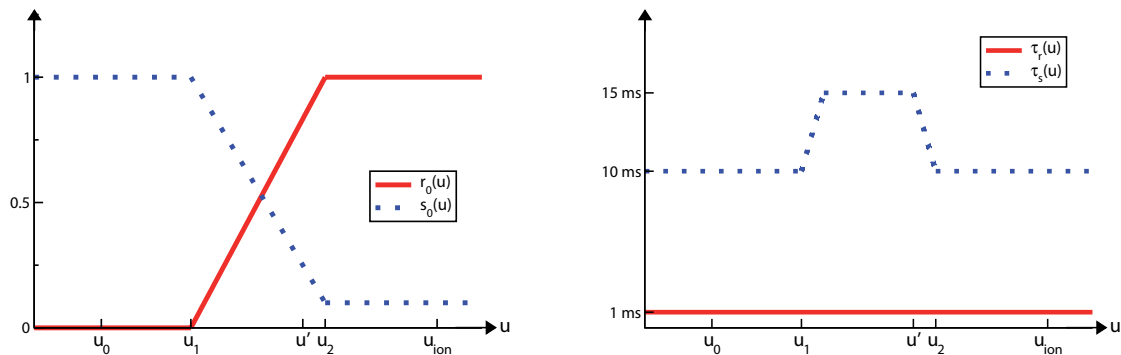 1
0.5
0
r₀(u)
s₀(u)
u₀
u₁
u'
u₂
uᵢₒₙ
u
15 ms
10 ms
1 ms
τᵣ(u)
τₛ(u)
u₀
u₁
u'
u₂
uᵢₒₙ
u